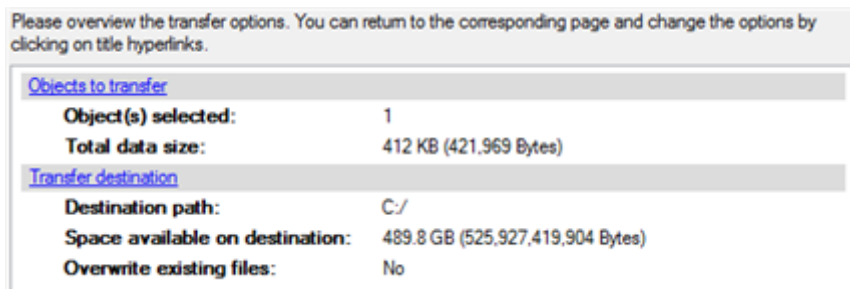 Please overview the transfer options. You can return to the corresponding page and change the options by
clicking on title hyperlinks.
Objects to transfer
Object(s) selected: 1
Total data size: 412 KB (421,969 Bytes)
Transfer destination
Destination path: C:/
Space available on destination: 489.8 GB (525,927,419,904 Bytes)
Overwrite existing files: No